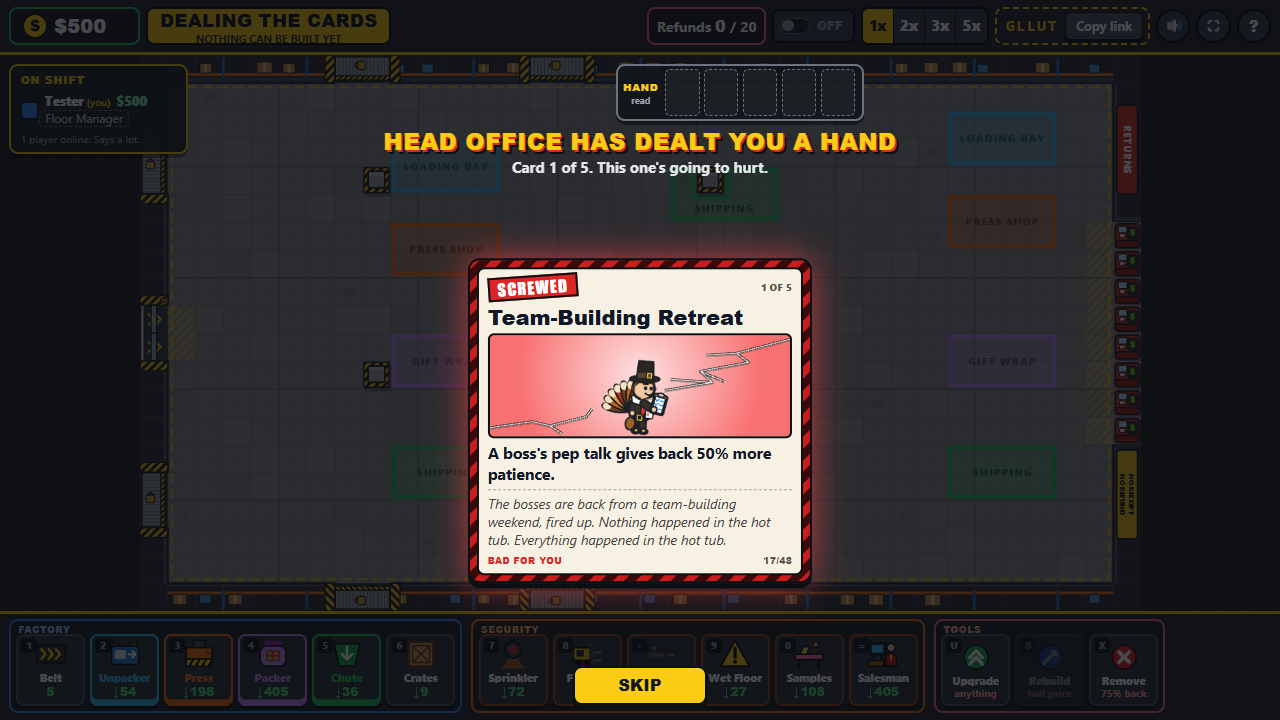 $ $500
DEALING THE CARDS
NOTHING CAN BE BUILT YET
Refunds 0 / 20
OFF
1x 2x 3x 5x
GLLUT
Copy link
?
ON SHIFT
Tester (you) $500
Floor Manager
1 player online. Says a lot.
HAND
read
HEAD OFFICE HAS DEALT YOU A HAND
Card 1 of 5. This one's going to hurt.
LOADING BAY
LOADING BAY
SHIPPING
RETURNS
PRESS SHOP
PRESS SHOP
SCREWED
1 OF 5
Team-Building Retreat
A boss's pep talk gives back 50% more
patience.
The bosses are back from a team-building
weekend, fired up. Nothing happened in the hot
tub. Everything happened in the hot tub.
BAD FOR YOU
17/48
GIFT WRA
GIFT WRAP
SHIPPIN
SHIPPING
FACTORY
1 Belt 5
2 Unpacker ↓54
3 Press ↓198
4 Packer ↓405
5 Chute ↓36
6 Crates ↓9
SECURITY
7 Sprinkler ↓72
8 F
-
9 Wet Floor ↓27
0 Samples ↓108
= Salesman ↓405
SKIP
TOOLS
U Upgrade anything
B Rebuild half price
X Remove 75% back